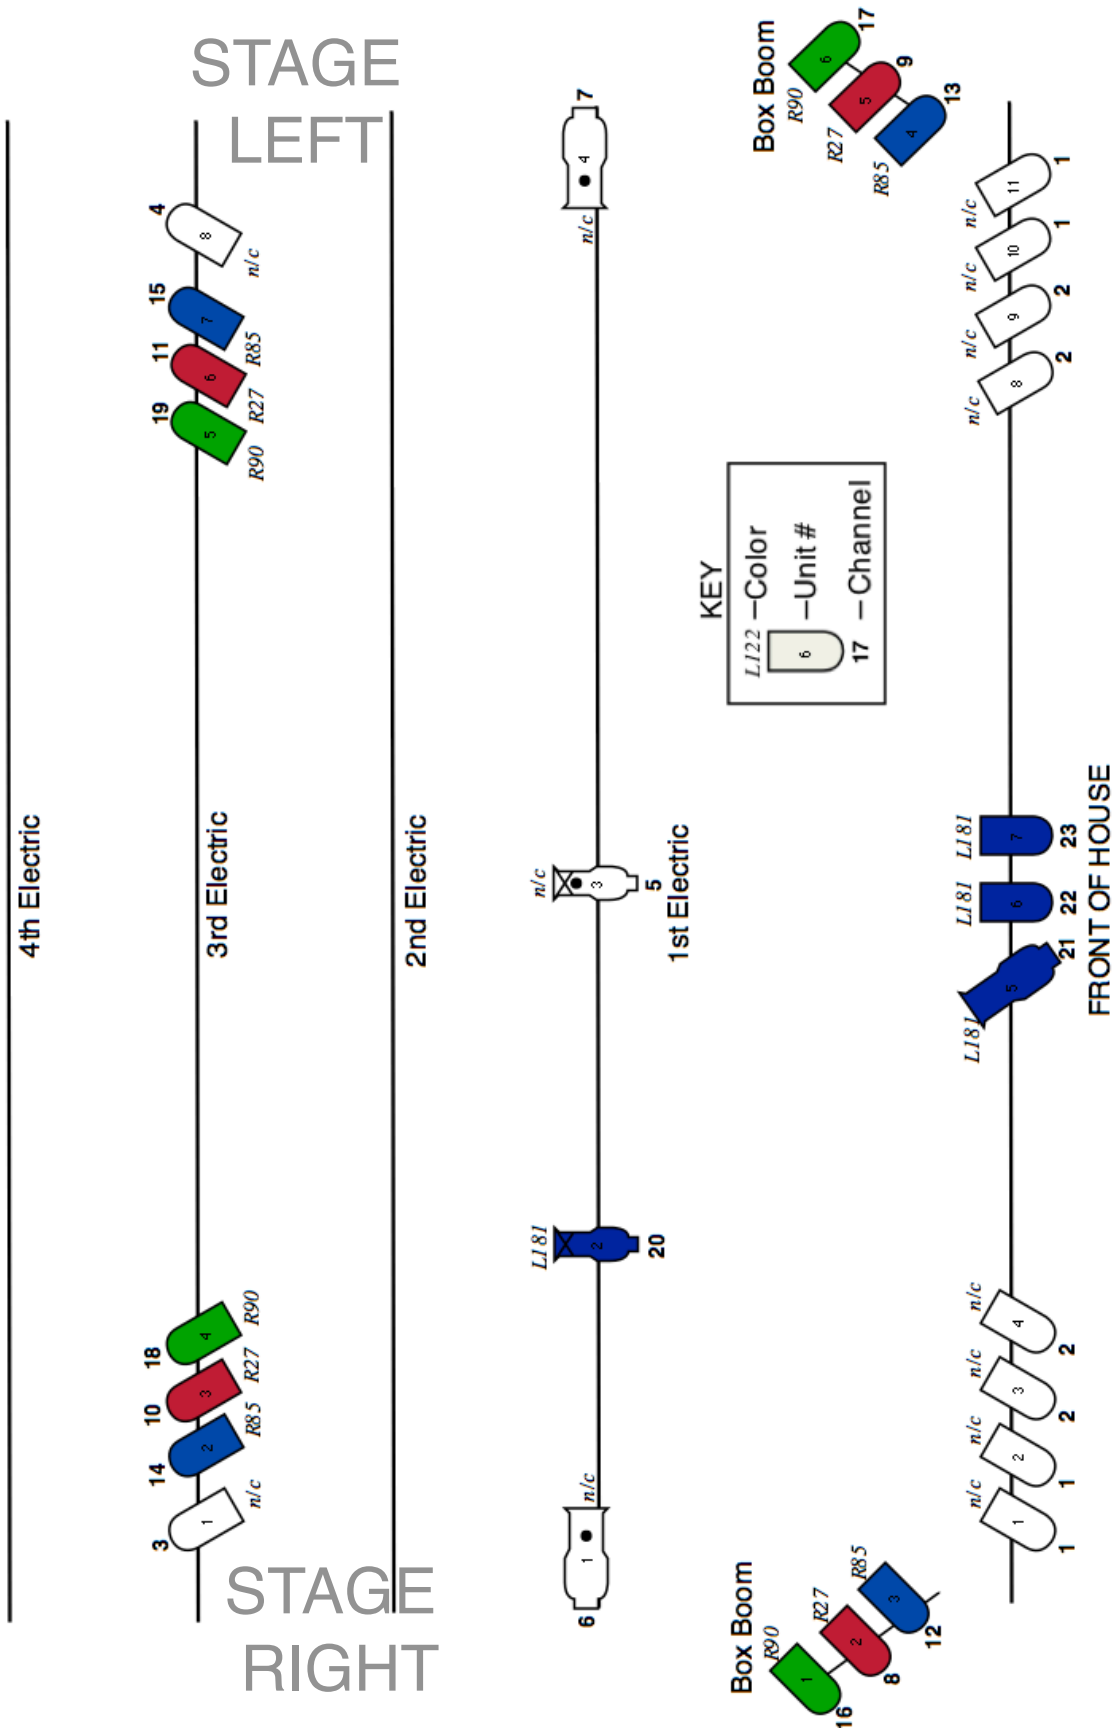 STAGE
LEFT
STAGE
RIGHT
4th Electric
3rd Electric
3
1
n/c
14
2
R85
10
3
R27
18
4
R90
19
5
R90
11
6
R27
15
7
R85
4
8
n/c
2nd Electric
1st Electric
6
1
n/c
L181
2
20
n/c
3
5
n/c
4
7
KEY
L122 –Color
6 –Unit #
17 –Channel
Box Boom
R90
1
16
R27
2
8
R85
3
12
Box Boom
R85
4
13
R27
5
9
R90
6
17
n/c
1
1
n/c
2
1
n/c
3
2
n/c
4
2
L181
5
21
L181
6
22
L181
7
23
n/c
8
2
n/c
9
2
n/c
10
1
n/c
11
1
FRONT OF HOUSE